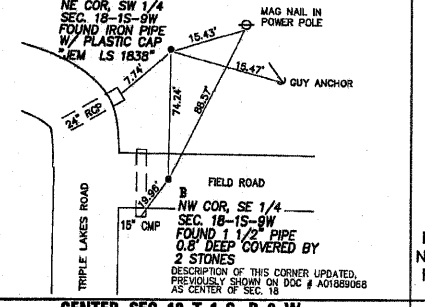 NE COR, SW 1/4
SEC. 18-1S-9W
FOUND IRON PIPE
W/ PLASTIC CAP
"JEM LS 1838"
MAG NAIL IN
POWER POLE
15.43'
15.47'
GUY ANCHOR
7.74'
24" RCP
74.24'
88.57'
19.96'
FIELD ROAD
B
NW COR, SE 1/4
SEC. 18-1S-9W
FOUND 1 1/2" PIPE
0.8' DEEP COVERED BY
2 STONES
15" CMP
TRIPLE LAKES ROAD
DESCRIPTION OF THIS CORNER UPDATED,
PREVIOUSLY SHOWN ON DOC # A01889068
AS CENTER OF SEC. 18